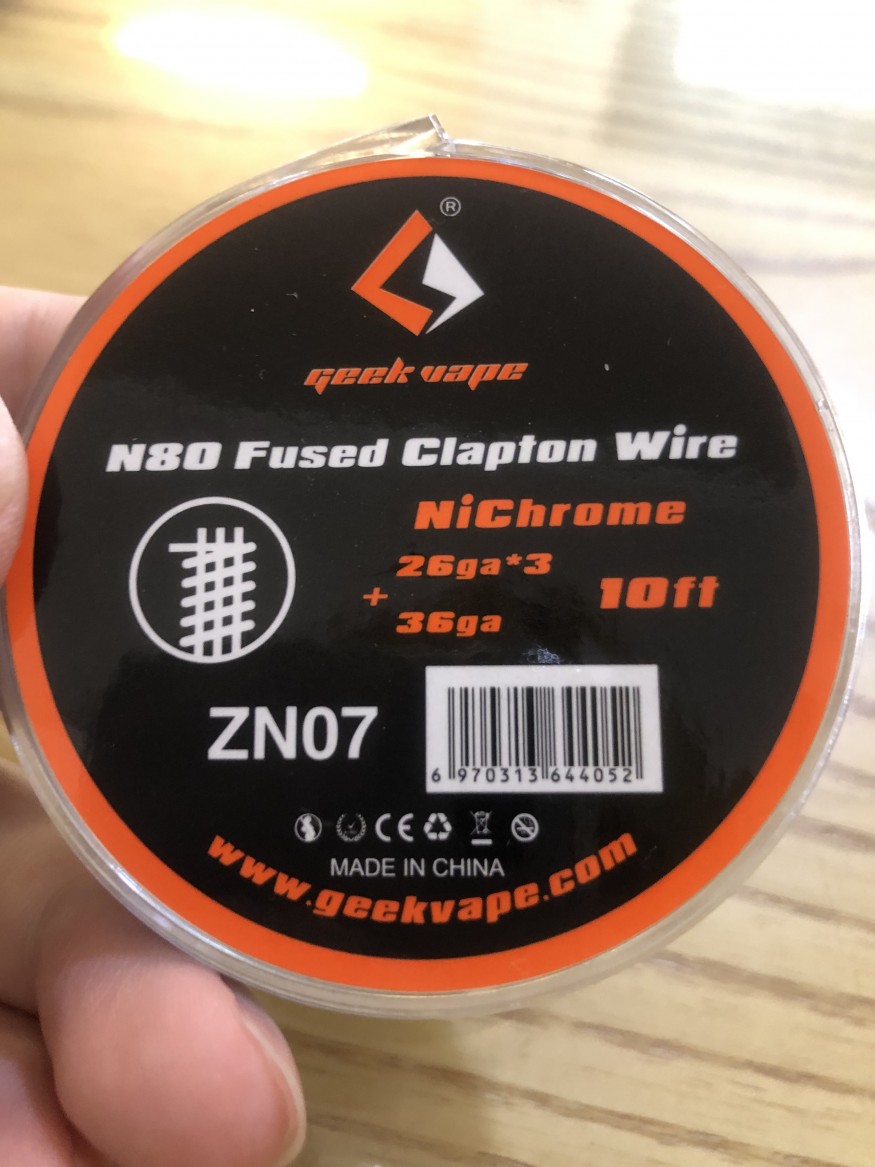 ®
geek vape
N80 Fused Clapton Wire
NiChrome
26ga*3
+ 10ft
36ga
ZN07
6 970313 644052
CE
MADE IN CHINA
www.geekvape.com